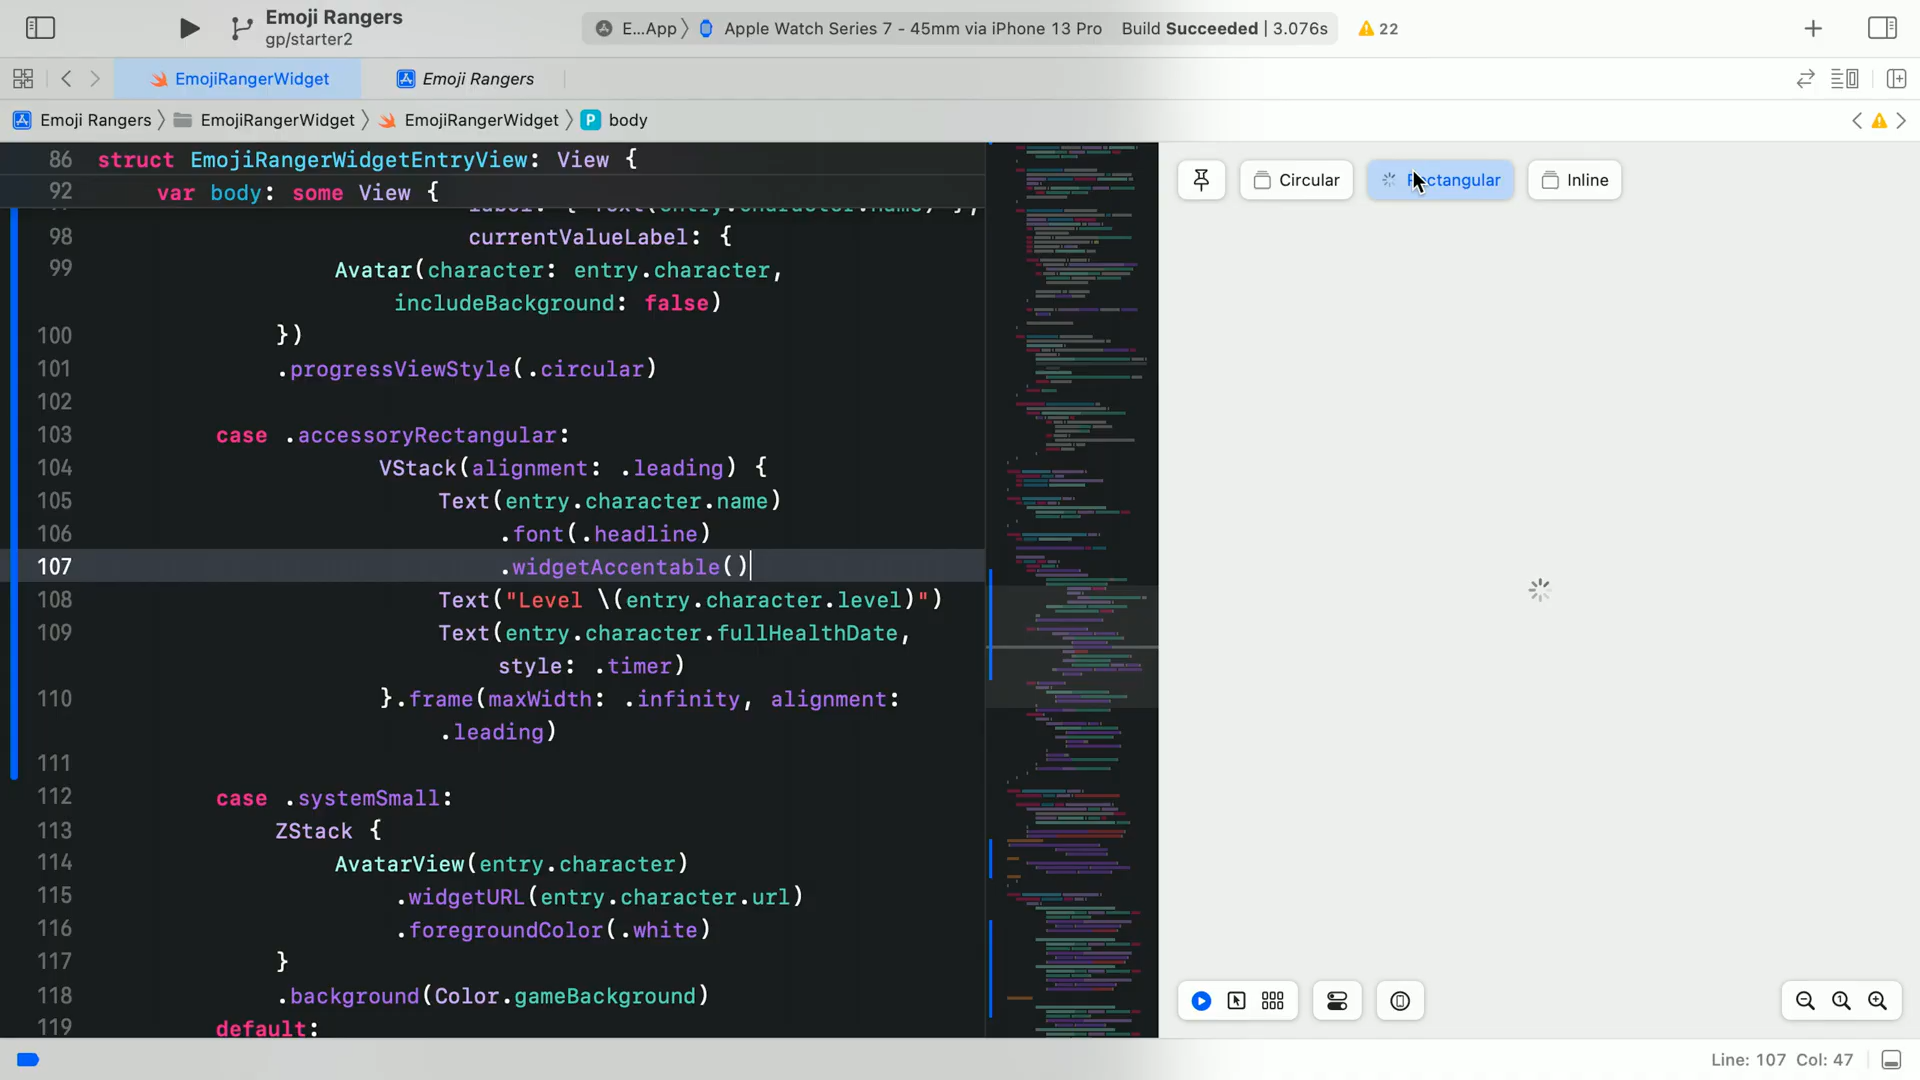 Emoji Rangers
gp/starter2
E...App
Apple Watch Series 7 - 45mm via iPhone 13 Pro
Build Succeeded | 3.076s
22
EmojiRangerWidget
Emoji Rangers
Emoji Rangers
EmojiRangerWidget
EmojiRangerWidget
P
body
86 struct EmojiRangerWidgetEntryView: View {
92 var body: some View {
label: { Text(entry.character.name) },
98 currentValueLabel: {
99 Avatar(character: entry.character,
includeBackground: false)
100 })
101 .progressViewStyle(.circular)
102
103 case .accessoryRectangular:
104 VStack(alignment: .leading) {
105 Text(entry.character.name)
106 .font(.headline)
107 .widgetAccentable()
108 Text("Level \(entry.character.level)")
109 Text(entry.character.fullHealthDate,
style: .timer)
110 }.frame(maxWidth: .infinity, alignment:
.leading)
111
112 case .systemSmall:
113 ZStack {
114 AvatarView(entry.character)
115 .widgetURL(entry.character.url)
116 .foregroundColor(.white)
117 }
118 .background(Color.gameBackground)
119 default:
Circular
Rectangular
Inline
Line: 107 Col: 47